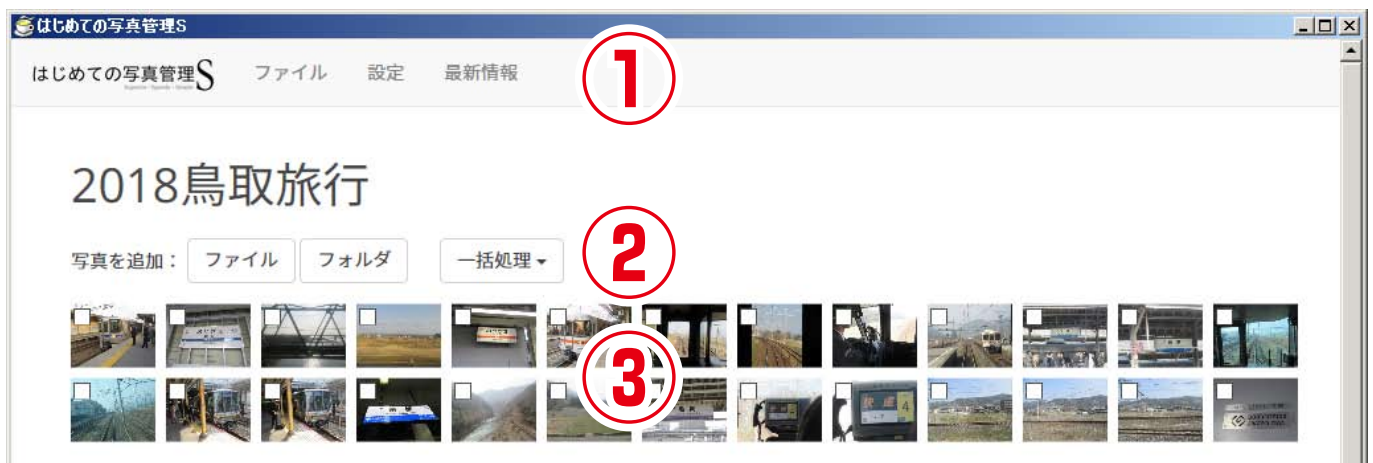 はじめての写真管理S
はじめての写真管理S ファイル 設定 最新情報 1
2018鳥取旅行
写真を追加： ファイル フォルダ 一括処理 2
3
快速 4